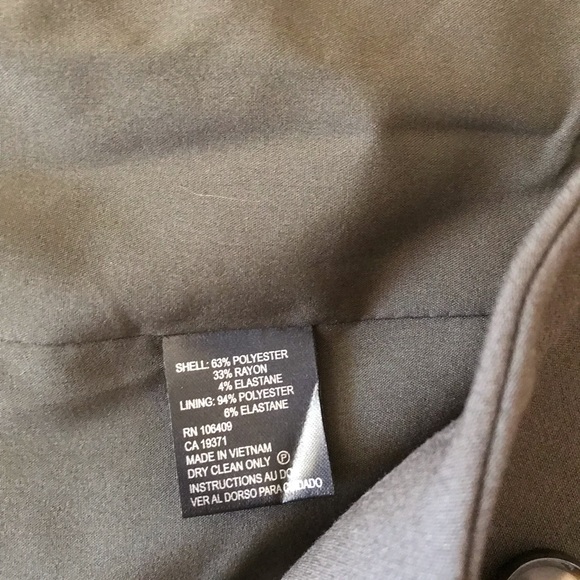 SHELL: 63% POLYESTER
33% RAYON
4% ELASTANE
LINING: 94% POLYESTER
6% ELASTANE
RN 106409
CA 19371
MADE IN VIETNAM
DRY CLEAN ONLY Ⓟ
INSTRUCTIONS AU
VER AL DORSO PARA CUIDADO